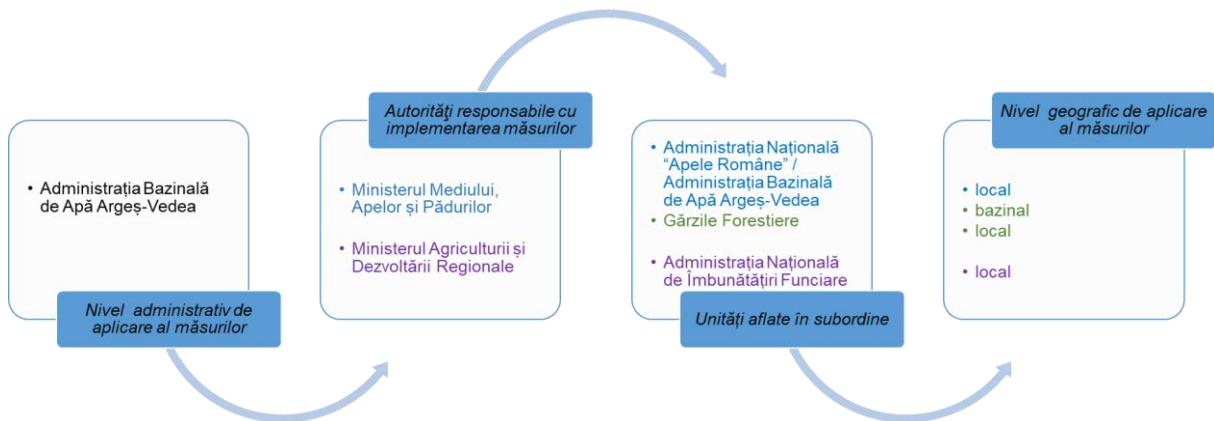 • Administrația Bazinală
de Apă Argeș-Vedea
Nivel administrativ de
aplicare al măsurilor
Autorităţi responsabile cu
implementarea măsurilor
• Ministerul Mediului,
Apelor și Pădurilor
• Ministerul Agriculturii și
Dezvoltării Regionale
• Administrația Națională
“Apele Române” /
Administrația Bazinală
de Apă Argeș-Vedea
• Gărzile Forestiere
• Administrația Națională
de Îmbunătățiri Funciare
Unități aflate în subordine
Nivel geografic de aplicare
al măsurilor
• local
• bazinal
• local
• local